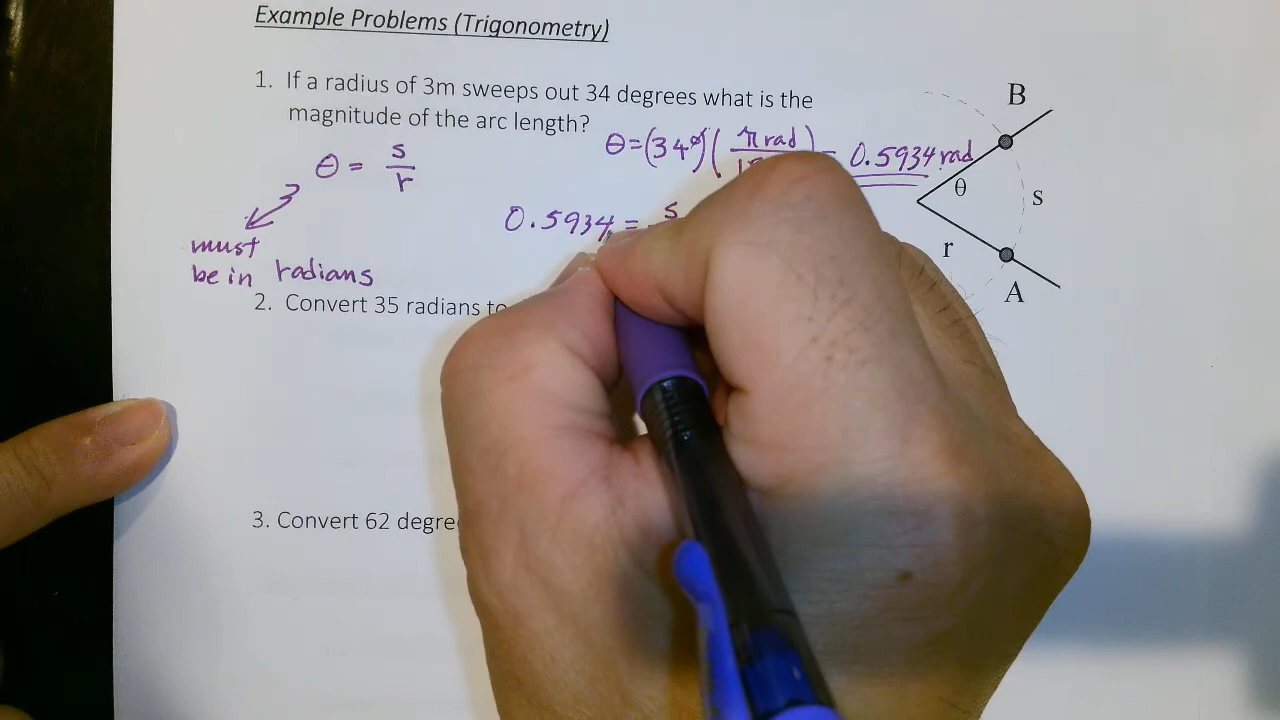 Example Problems (Trigonometry)
1. If a radius of 3m sweeps out 34 degrees what is the
magnitude of the arc length?
θ = s/r
θ=(34°)( π rad = 0.5934 rad
0.5934 = s
must
be in radians
B
θ
s
r
A
2. Convert 35 radians to
3. Convert 62